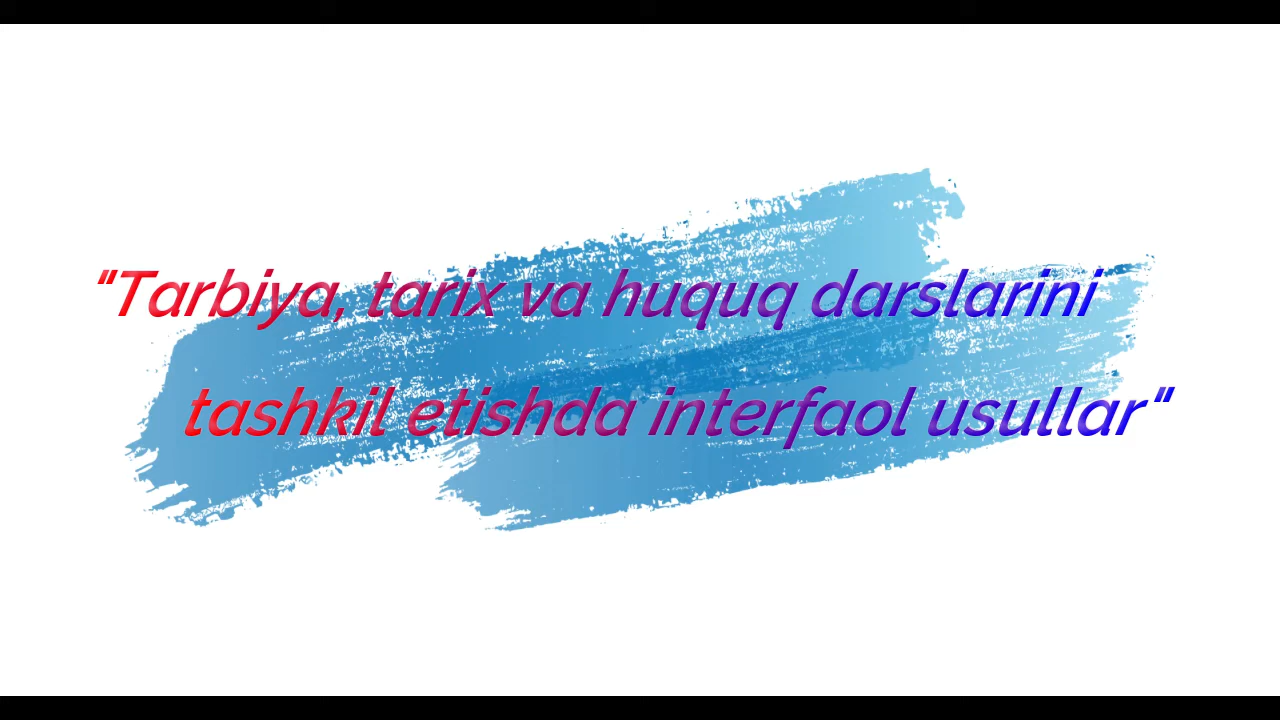 "Tarbiya, tarix va huquq darslarini
tashkil etishda interfaol usullar"